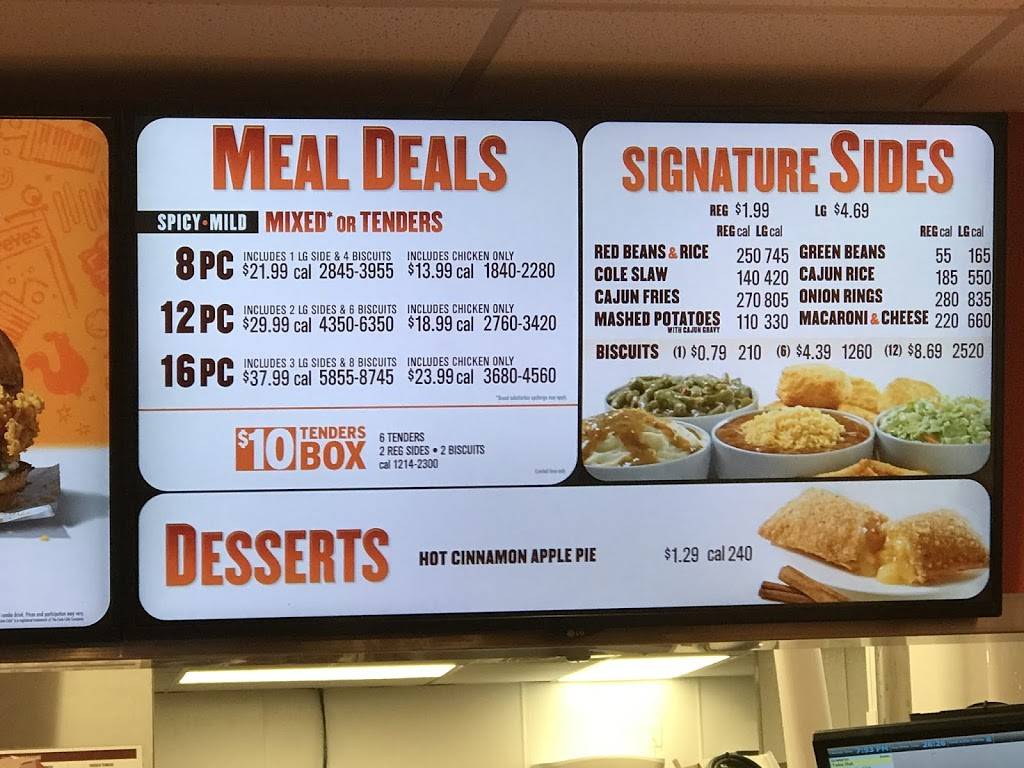 MEAL DEALS
SPICY • MILD MIXED* OR TENDERS
8 PC INCLUDES 1 LG SIDE & 4 BISCUITS INCLUDES CHICKEN ONLY
$21.99 cal 2845-3955 $13.99 cal 1840-2280
12 PC INCLUDES 2 LG SIDES & 6 BISCUITS INCLUDES CHICKEN ONLY
$29.99 cal 4350-6350 $18.99 cal 2760-3420
16 PC INCLUDES 3 LG SIDES & 8 BISCUITS INCLUDES CHICKEN ONLY
$37.99 cal 5855-8745 $23.99 cal 3680-4560
$10 TENDERS BOX
6 TENDERS
2 REG SIDES • 2 BISCUITS
cal 1214-2300
SIGNATURE SIDES
REG $1.99 LG $4.69
REG cal LG cal REG cal LG cal
RED BEANS & RICE 250 745 GREEN BEANS 55 165
COLE SLAW 140 420 CAJUN RICE 185 550
CAJUN FRIES 270 805 ONION RINGS 280 835
MASHED POTATOES 110 330 MACARONI & CHEESE 220 660
WITH CAJUN GRAVY
BISCUITS (1) $0.79 210 (6) $4.39 1260 (12) $8.69 2520
DESSERTS
HOT CINNAMON APPLE PIE $1.29 cal 240
LG